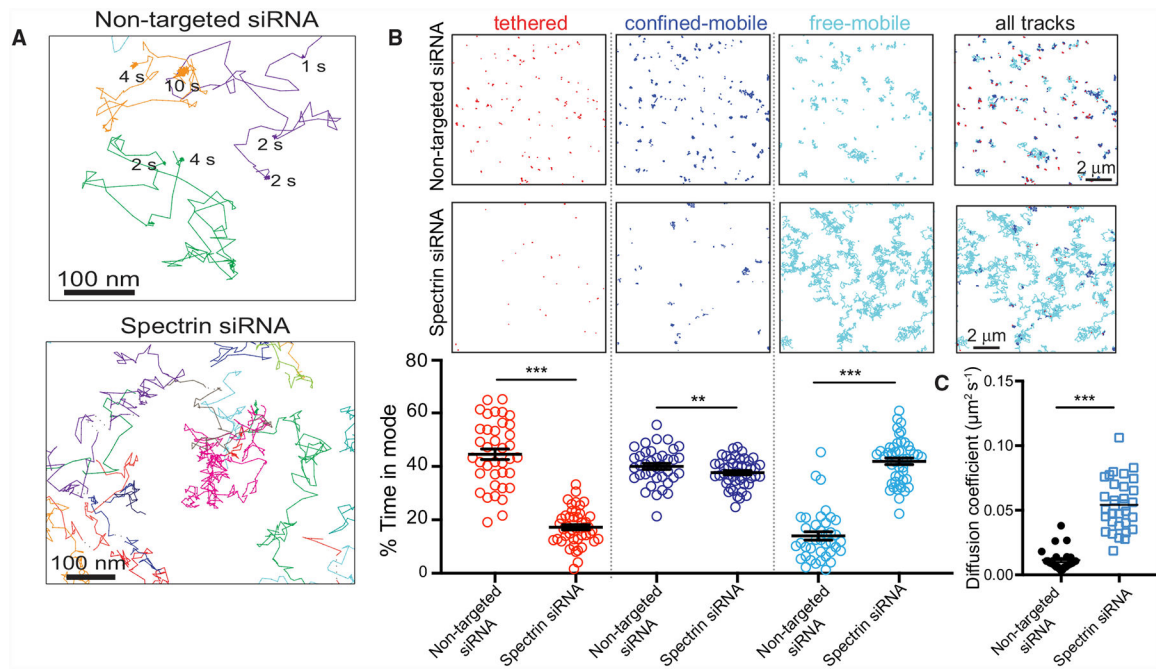 A
Non-targeted siRNA
4 s
10 s
1 s
2 s
4 s
2 s
2 s
100 nm
Spectrin siRNA
100 nm
B
tethered
confined-mobile
free-mobile
all tracks
Non-targeted siRNA
2 µm
Spectrin siRNA
2 µm
% Time in mode
80
60
40
20
0
***
**
***
Non-targeted
siRNA
Spectrin siRNA
Non-targeted
siRNA
Spectrin siRNA
Non-targeted
siRNA
Spectrin siRNA
C
Diffusion coefficient (µm² s⁻¹)
0.15
0.10
0.05
0.00
***
Non-targeted
siRNA
Spectrin siRNA